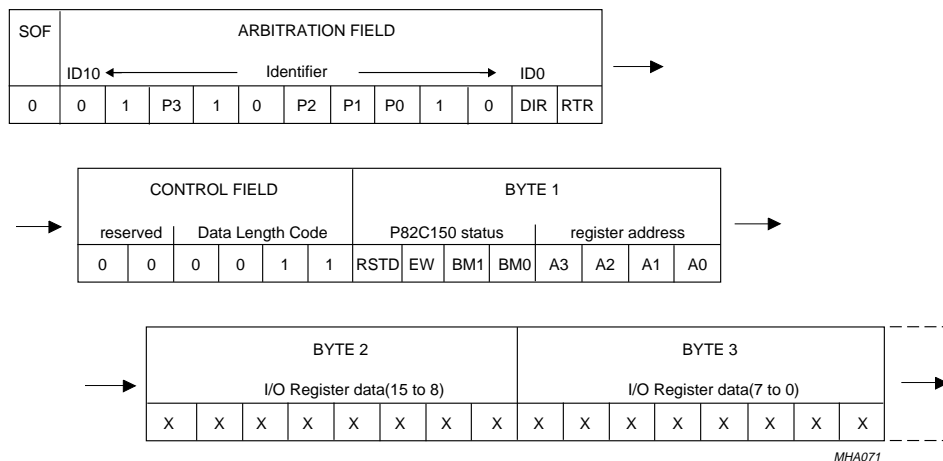 SOF ARBITRATION FIELD
ID10 Identifier ID0
0 0 1 P3 1 0 P2 P1 P0 1 0 DIR RTR
CONTROL FIELD BYTE 1
reserved Data Length Code P82C150 status register address
0 0 0 0 1 1 RSTD EW BM1 BM0 A3 A2 A1 A0
BYTE 2 BYTE 3
I/O Register data(15 to 8) I/O Register data(7 to 0)
X X X X X X X X X X X X X X X X
MHA071